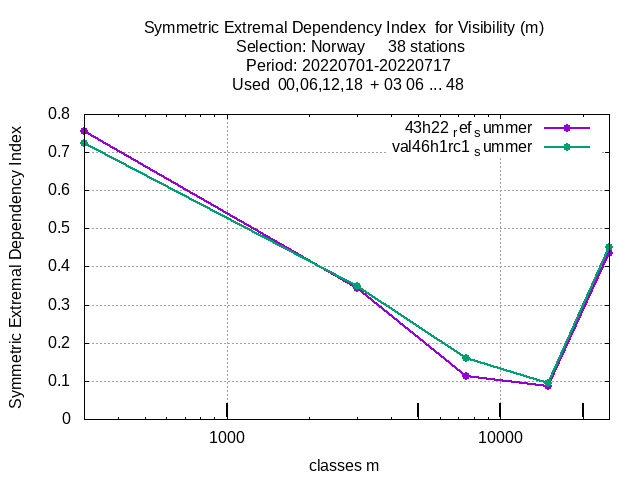 Symmetric Extremal Dependency Index for Visibility (m)
Selection: Norway 38 stations
Period: 20220701-20220717
Used 00,06,12,18 + 03 06 ... 48
Symmetric Extremal Dependency Index
0.8
0.7
0.6
0.5
0.4
0.3
0.2
0.1
0
43h22 ref summer
val46h1rc1 summer
1000
10000
classes m